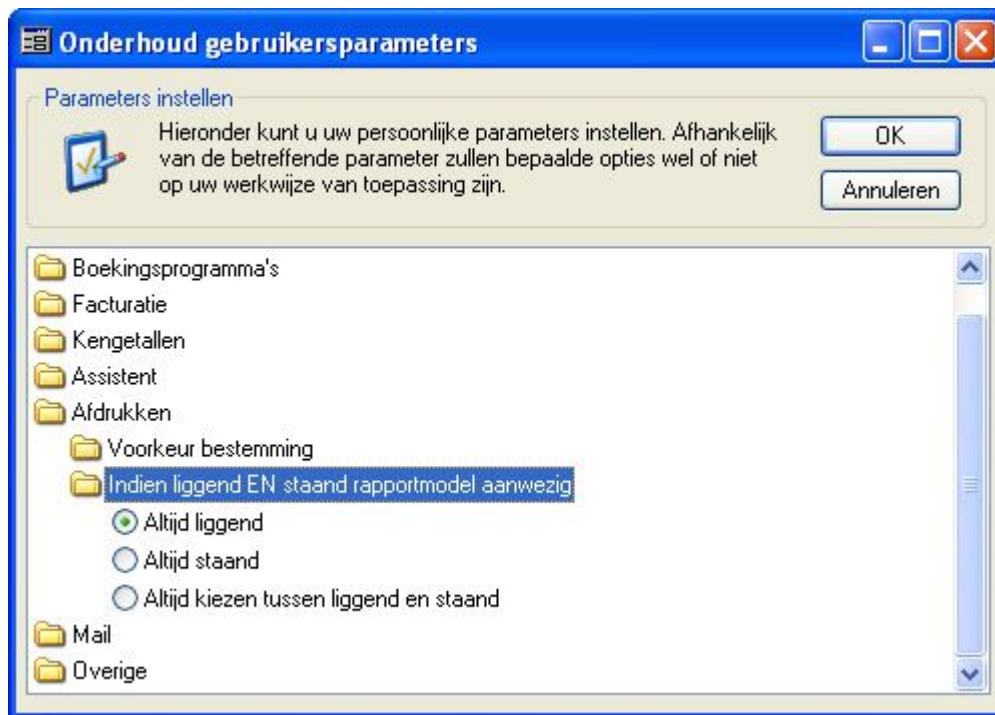 Onderhoud gebruikersparameters
Parameters instellen
Hieronder kunt u uw persoonlijke parameters instellen. Afhankelijk
van de betreffende parameter zullen bepaalde opties wel of niet
op uw werkwijze van toepassing zijn.
OK
Annuleren
Boekingsprogramma's
Facturatie
Kengetallen
Assistent
Afdrukken
Voorkeur bestemming
Indien liggend EN staand rapportmodel aanwezig
Altijd liggend
Altijd staand
Altijd kiezen tussen liggend en staand
Mail
Overige